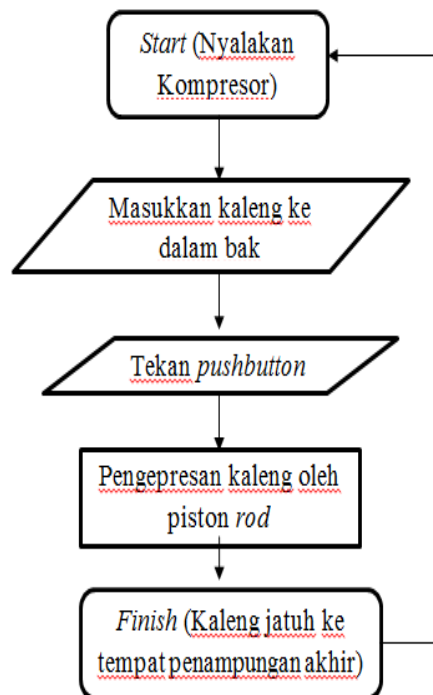 Start (Nyalakan
Kompresor)
Masukkan kaleng ke
dalam bak
Tekan pushbutton
Pengepresan kaleng oleh
piston rod
Finish (Kaleng jatuh ke
tempat penampungan akhir)